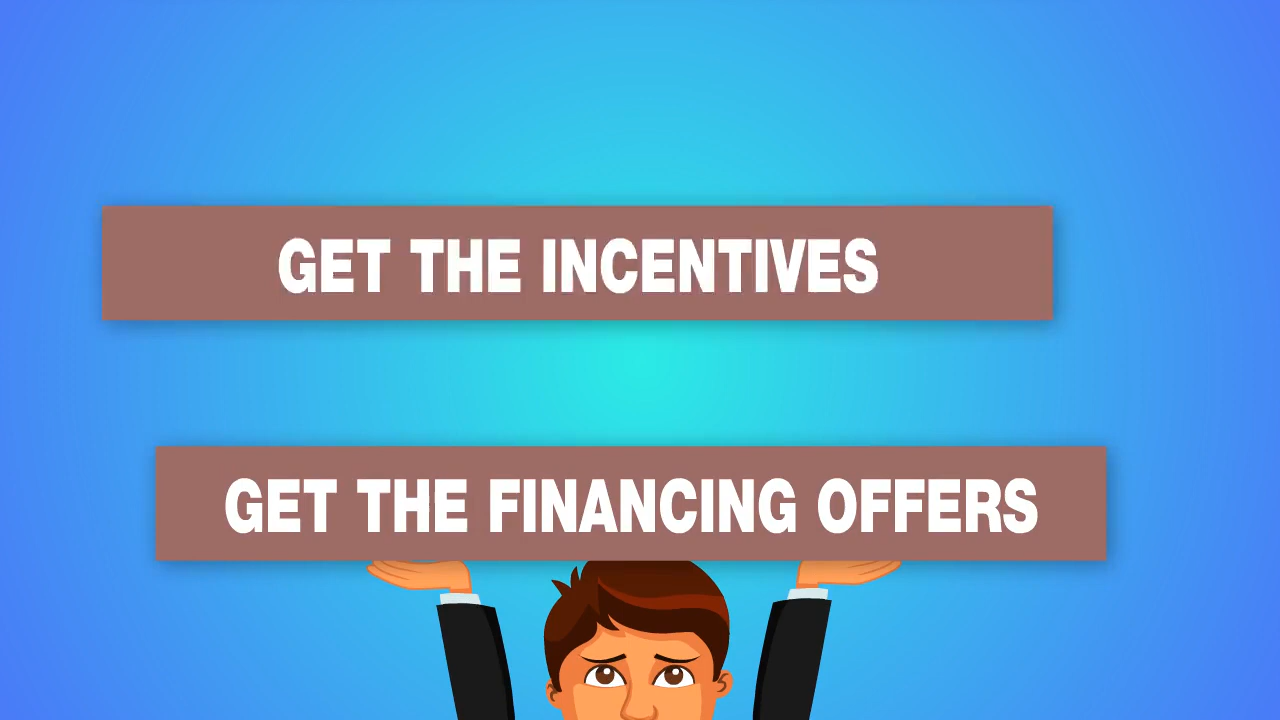 GET THE INCENTIVES
GET THE FINANCING OFFERS